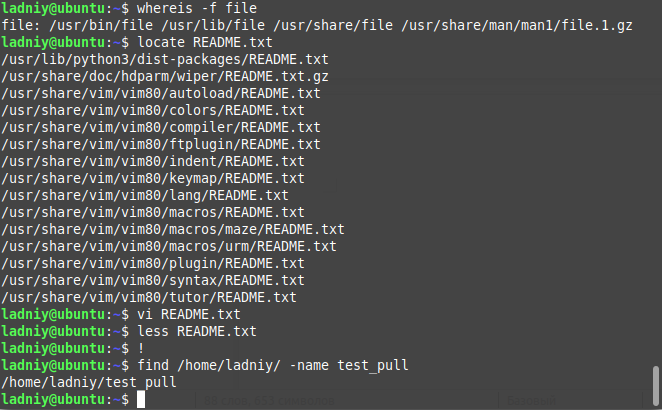 ladniy@ubuntu:~$ whereis -f file
file: /usr/bin/file /usr/lib/file /usr/share/file /usr/share/man/man1/file.1.gz
ladniy@ubuntu:~$ locate README.txt
/usr/lib/python3/dist-packages/README.txt
/usr/share/doc/hdparm/wiper/README.txt.gz
/usr/share/vim/vim80/autoload/README.txt
/usr/share/vim/vim80/colors/README.txt
/usr/share/vim/vim80/compiler/README.txt
/usr/share/vim/vim80/ftplugin/README.txt
/usr/share/vim/vim80/indent/README.txt
/usr/share/vim/vim80/keymap/README.txt
/usr/share/vim/vim80/lang/README.txt
/usr/share/vim/vim80/macros/README.txt
/usr/share/vim/vim80/macros/maze/README.txt
/usr/share/vim/vim80/macros/urm/README.txt
/usr/share/vim/vim80/plugin/README.txt
/usr/share/vim/vim80/syntax/README.txt
/usr/share/vim/vim80/tutor/README.txt
ladniy@ubuntu:~$ vi README.txt
ladniy@ubuntu:~$ less README.txt
ladniy@ubuntu:~$ !
ladniy@ubuntu:~$ find /home/ladniy/ -name test_pull
/home/ladniy/test_pull
ladniy@ubuntu:~$